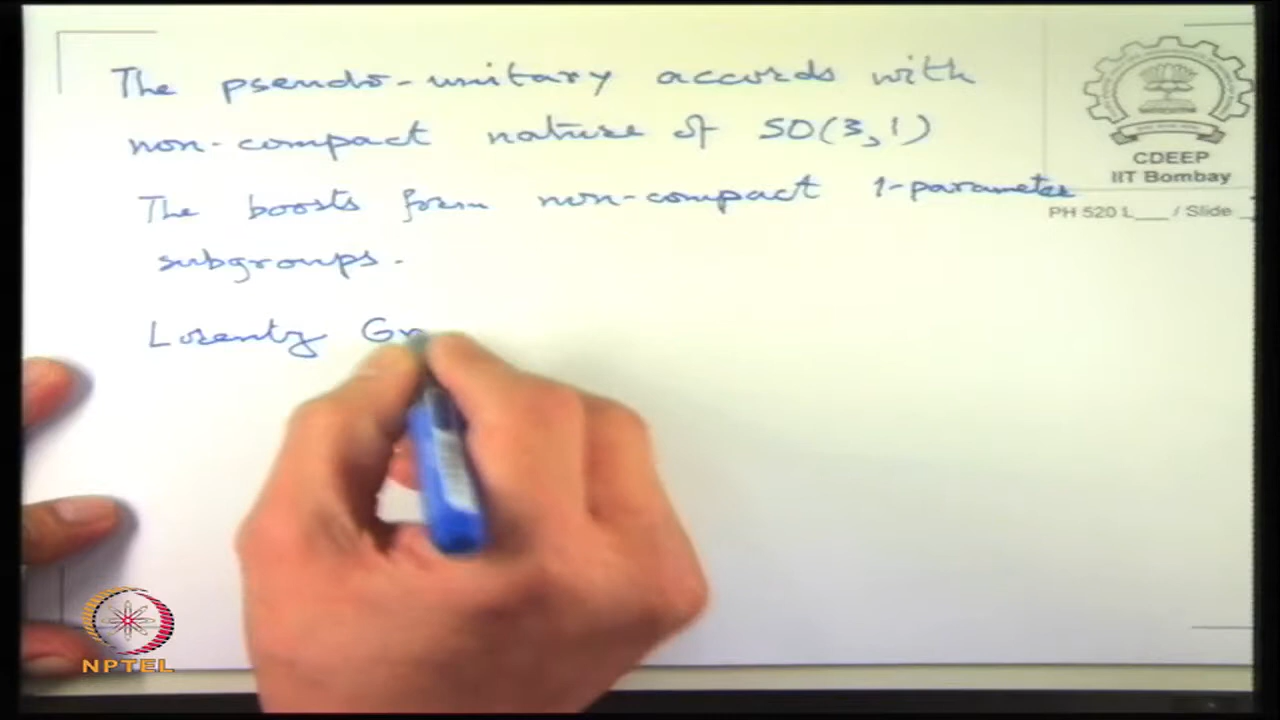 The pseudo-unitary accords with
non-compact nature of SO(3,1)
The boosts form non-compact 1-parameter
subgroups.
Lorentz Gr
CDEEP
IIT Bombay
PH 520 L___ / Slide
NPTEL